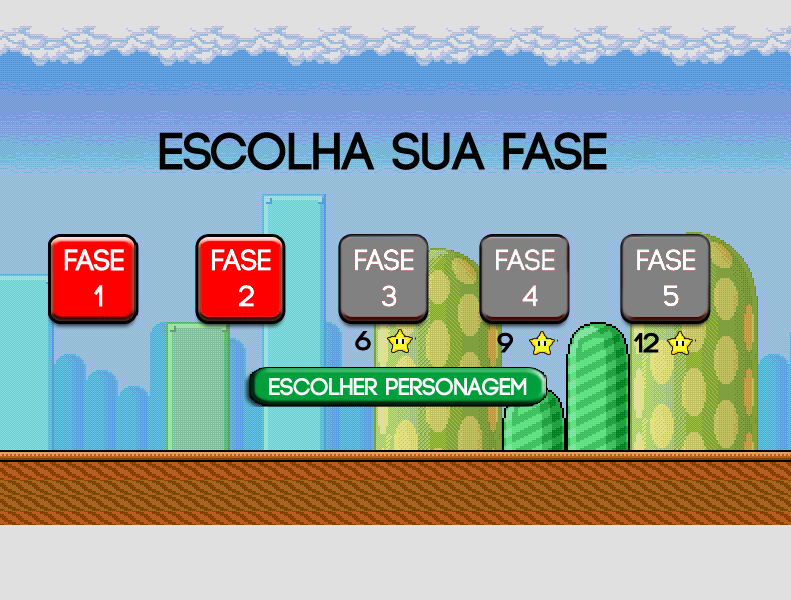 ESCOLHA SUA FASE
FASE
1
FASE
2
FASE
3
FASE
4
FASE
5
6
9
12
ESCOLHER PERSONAGEM